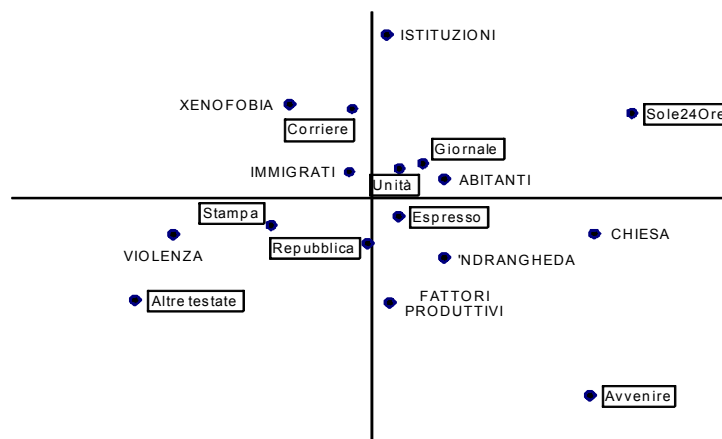 ISTITUZIONI
XENOFOBIA
Corriere
Sole24Ore
Giornale
IMMIGRATI
Unità
ABITANTI
Stampa
Espresso
VIOLENZA
Repubblica
CHIESA
'NDRANGHEDA
Altre testate
FATTORI
PRODUTTIVI
Avvenire